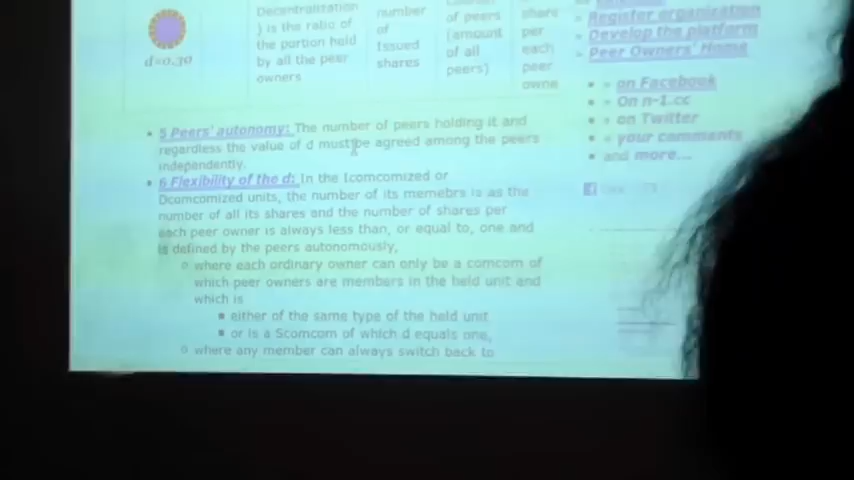 Decentralization
) is the ratio of
the portion held
by all the peer
owners
number
of
Issued
shares
of peers
(amount
of all
peers)
share
per
each
peer
owne
d=0.30
Register organization
Develop the platform
Peer Owners' Home
» on Facebook
» On n-1.cc
» on Twitter
» your comments
and more...
5 Peers' autonomy: The number of peers holding it and
regardless the value of d must be agreed among the peers
independently.
6 Flexibility of the d: In the Icomcomized or
Dcomcomized units, the number of its memebrs is as the
number of all its shares and the number of shares per
each peer owner is always less than, or equal to, one and
is defined by the peers autonomously,
where each ordinary owner can only be a comcom of
which peer owners are members in the held unit and
which is
either of the same type of the held unit
or is a Scomcom of which d equals one,
where any member can always switch back to